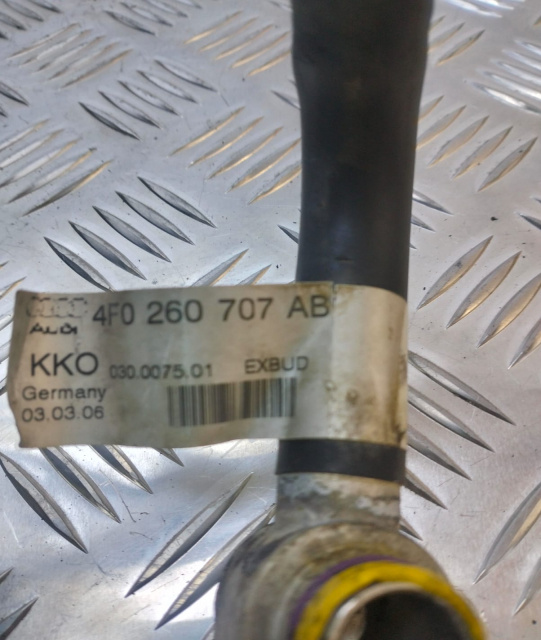 4F0 260 707 AB
AUDI
KKO 030.0075.01 EXBUD
Germany
03.03.06